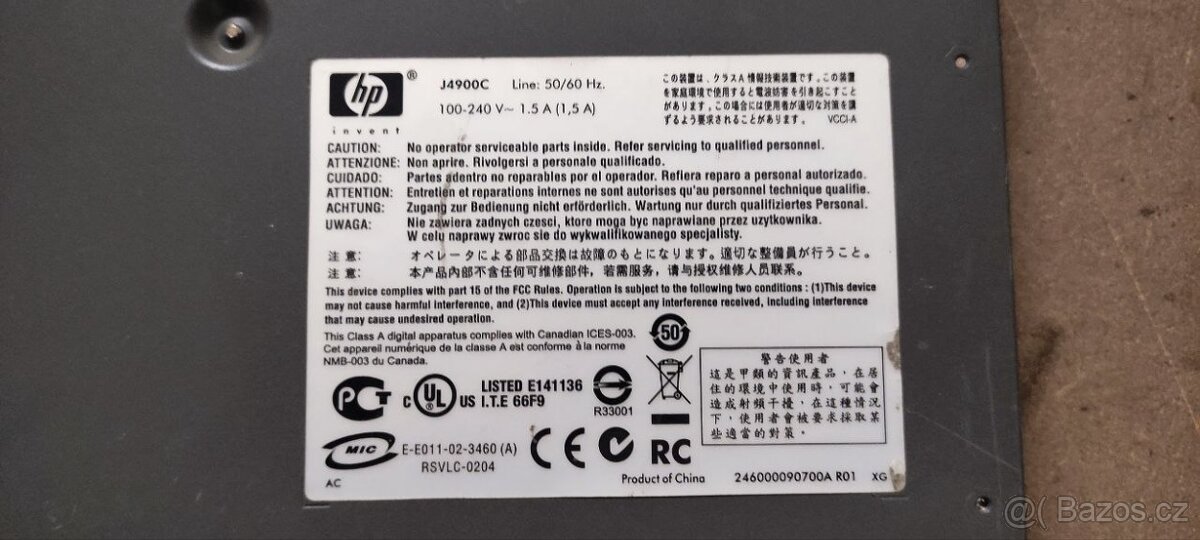 hp ®
invent
J4900C Line: 50/60 Hz.
100-240 V~ 1.5 A (1,5 A)
この装置は、クラスA 情報技術装置です。この装置
を家庭環境で使用すると電波妨害を引き起こすこと
があります。この場合には使用者が適切な対策を講
ずるよう要求されることがあります。 VCCI-A
CAUTION: No operator serviceable parts inside. Refer servicing to qualified personnel.
ATTENZIONE: Non aprire. Rivolgersi a personale qualificado.
CUIDADO: Partes adentro no reparables por el operador. Refiera reparo a personal autorizado.
ATTENTION: Entretien et reparations internes ne sont autorises qu'au personnel technique qualifie.
ACHTUNG: Zugang zur Bedienung nicht erforderlich. Wartung nur durch qualifiziertes Personal.
UWAGA: Nie zawiera zadnych czesci, ktore moga byc naprawiane przez uzytkownika.
W celu naprawy zwroc sie do wykwalifikowanego specjalisty.
注 意: オペレータによる部品交換は故障のもとになります。適切な整備員が行うこと。
注 意: 本产品内部不含任何可维修部件，若需服务，请与授权维修人员联系。
This device complies with part 15 of the FCC Rules. Operation is subject to the following two conditions : (1)This device
may not cause harmful interference, and (2)This device must accept any interference received, including interference
that may cause undesired operation.
This Class A digital apparatus complies with Canadian ICES-003.
Cet appareil numérique de la classe A est conforme à la norme
NMB-003 du Canada.
50
警告使用者
這是甲類的資訊產品，在居
住的環境中使用時，可能會
造成射頻干擾，在這種情況
下，使用者會被要求採取某
些適當的對策。
PCT c UL US LISTED E141136
I.T.E 66F9
R33001
MIC E-E011-02-3460 (A)
RSVLC-0204
CE RC
AC
Product of China 246000090700A R01 XG
@( Bazos.cz